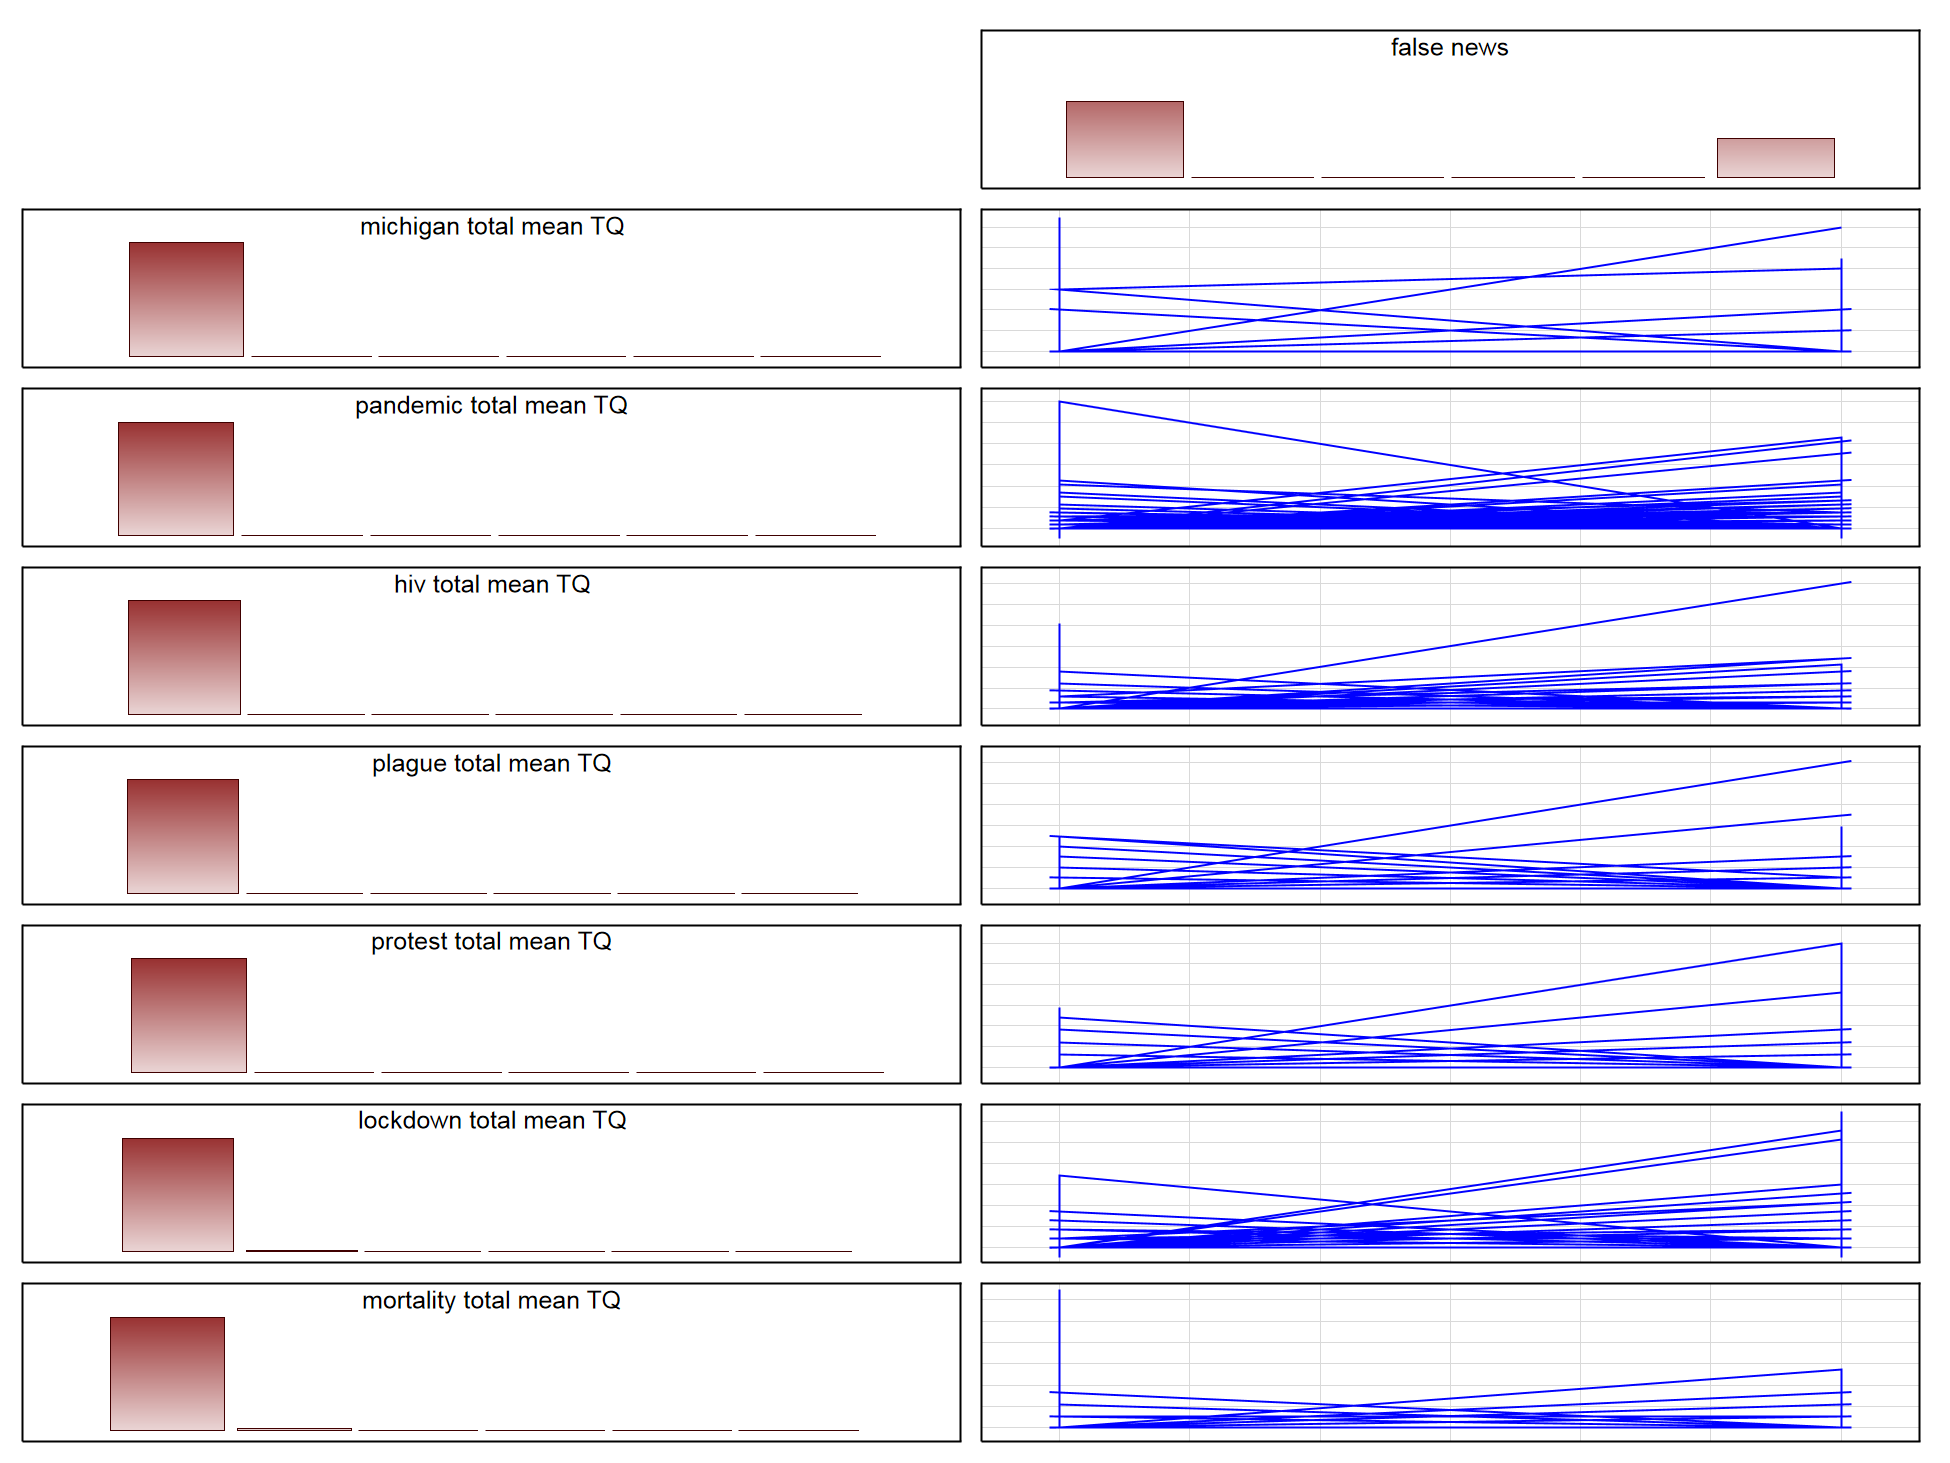 false news
michigan total mean TQ
pandemic total mean TQ
hiv total mean TQ
plague total mean TQ
protest total mean TQ
lockdown total mean TQ
mortality total mean TQ